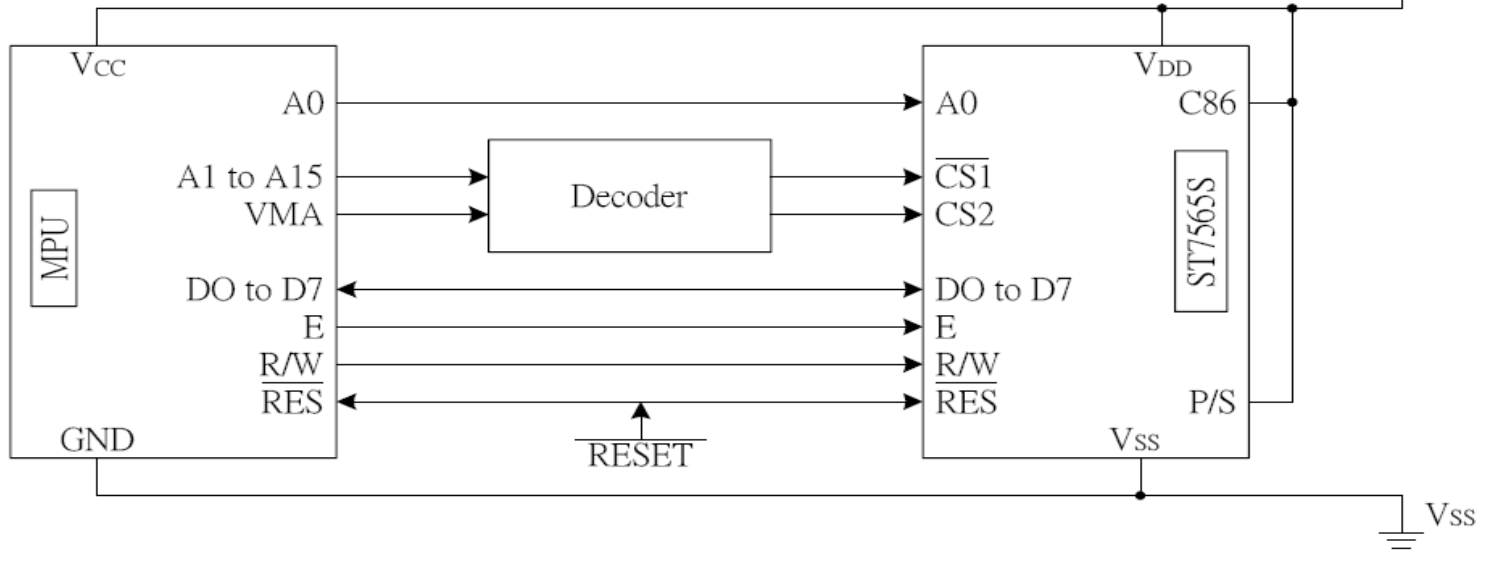 VCC
VDD
A0
A0
C86
A1 to A15
CS1
VMA
Decoder
CS2
MPU
ST7565S
DO to D7
DO to D7
E
E
R/W
R/W
RES
RES
P/S
GND
RESET
VSS
VSS